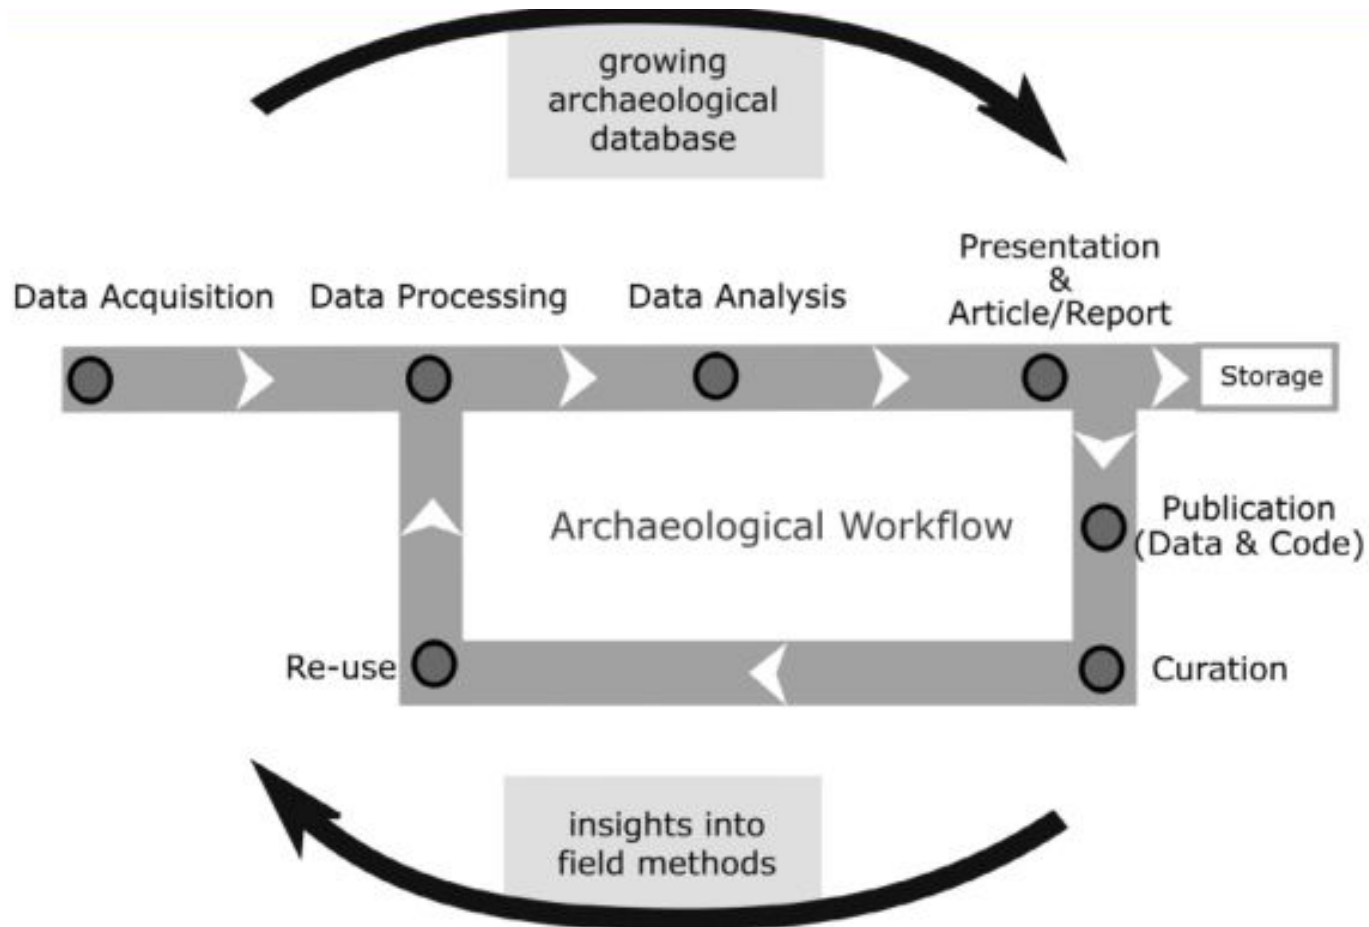 growing
archaeological
database
Data Acquisition
Data Processing
Data Analysis
Presentation
&
Article/Report
Storage
Archaeological Workflow
Publication
(Data & Code)
Re-use
Curation
insights into
field methods